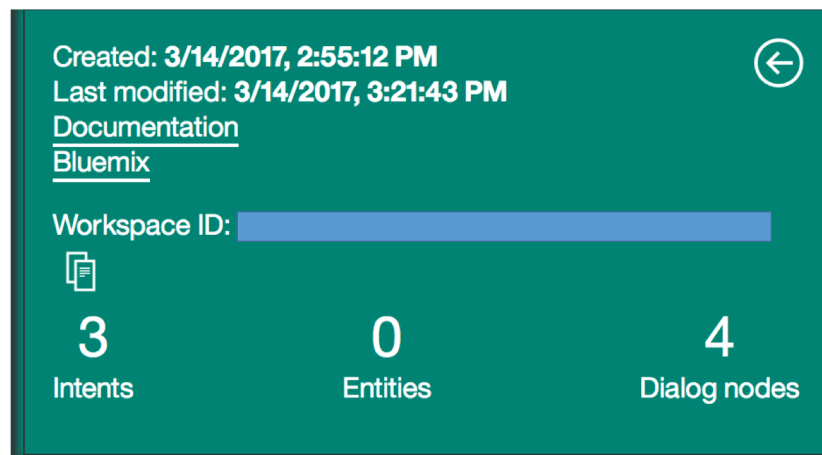 Created: 3/14/2017, 2:55:12 PM
Last modified: 3/14/2017, 3:21:43 PM
Documentation
Bluemix
Workspace ID:
3 0 4
Intents Entities Dialog nodes